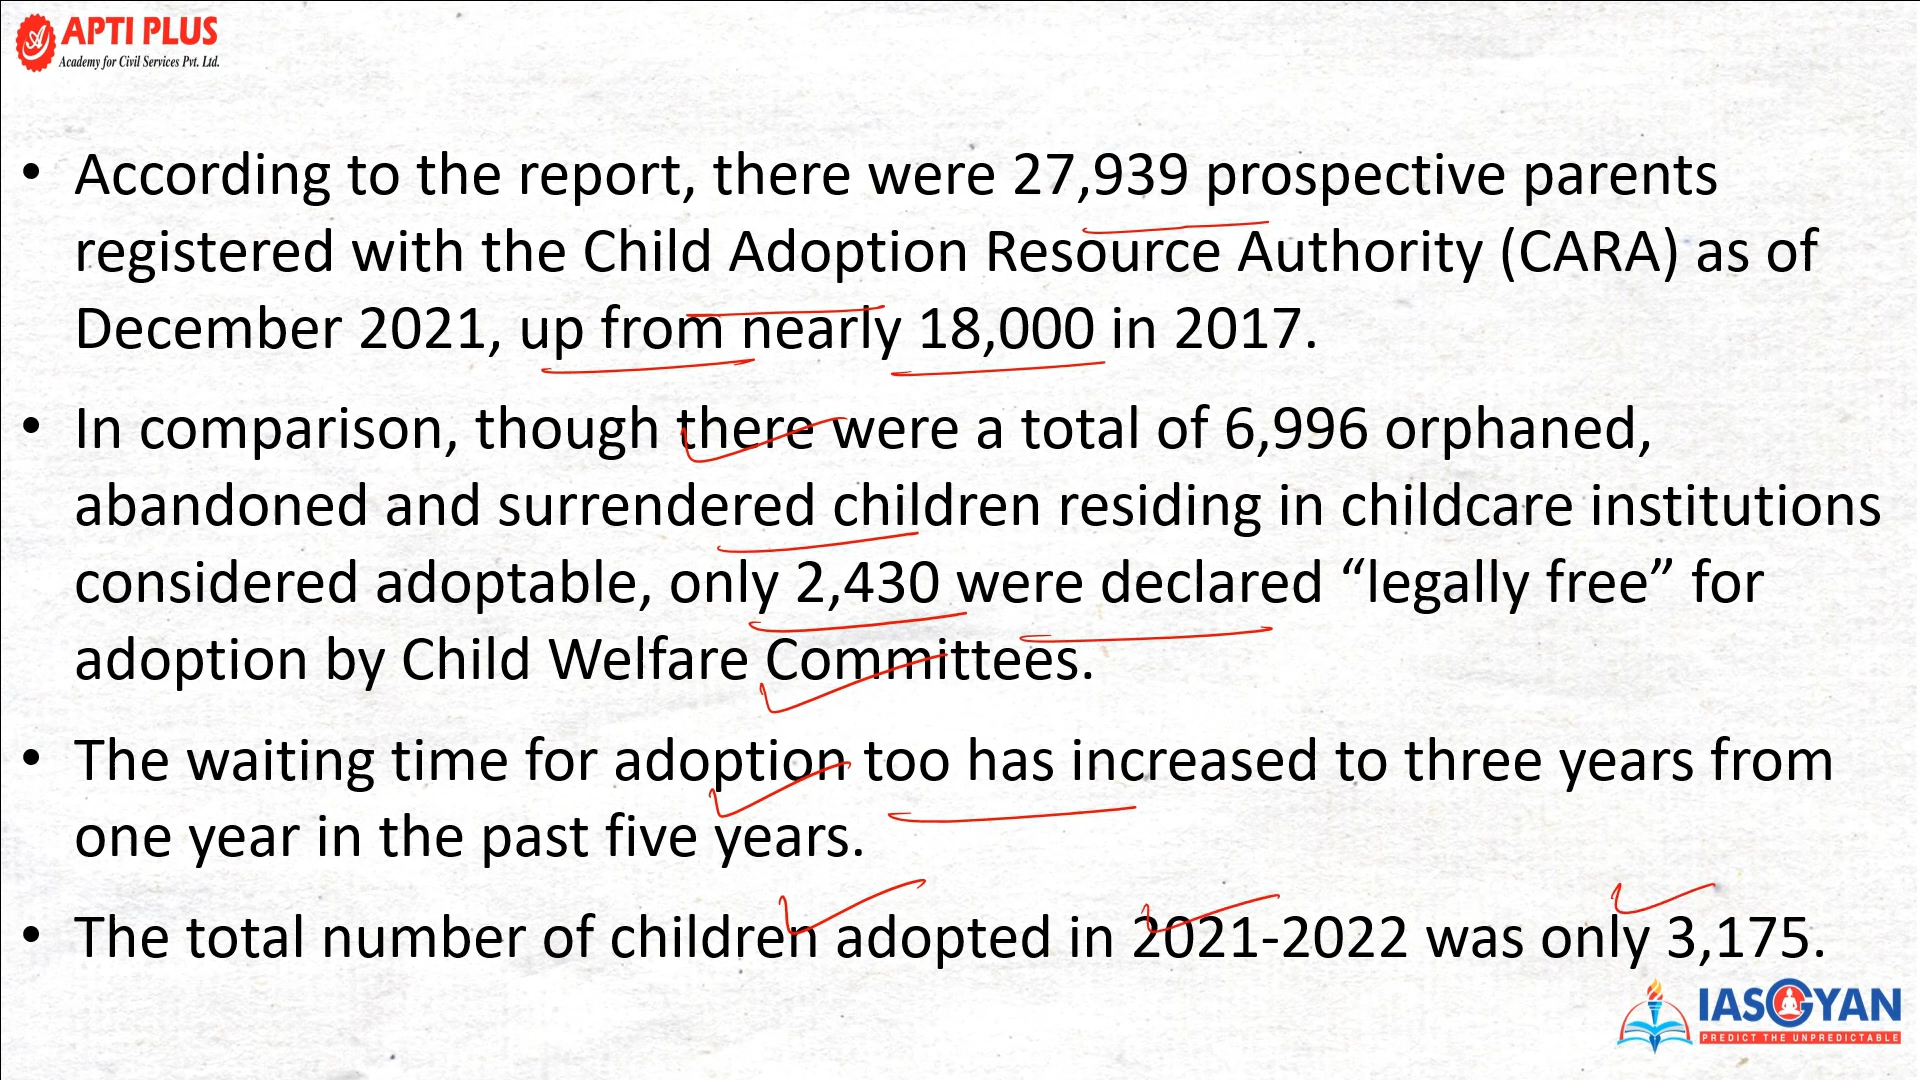 APTI PLUS
Academy for Civil Services Pvt. Ltd.
• According to the report, there were 27,939 prospective parents
registered with the Child Adoption Resource Authority (CARA) as of
December 2021, up from nearly 18,000 in 2017.
• In comparison, though there were a total of 6,996 orphaned,
abandoned and surrendered children residing in childcare institutions
considered adoptable, only 2,430 were declared “legally free” for
adoption by Child Welfare Committees.
• The waiting time for adoption too has increased to three years from
one year in the past five years.
• The total number of children adopted in 2021-2022 was only 3,175.
IASGYAN
PREDICT THE UNPREDICTABLE